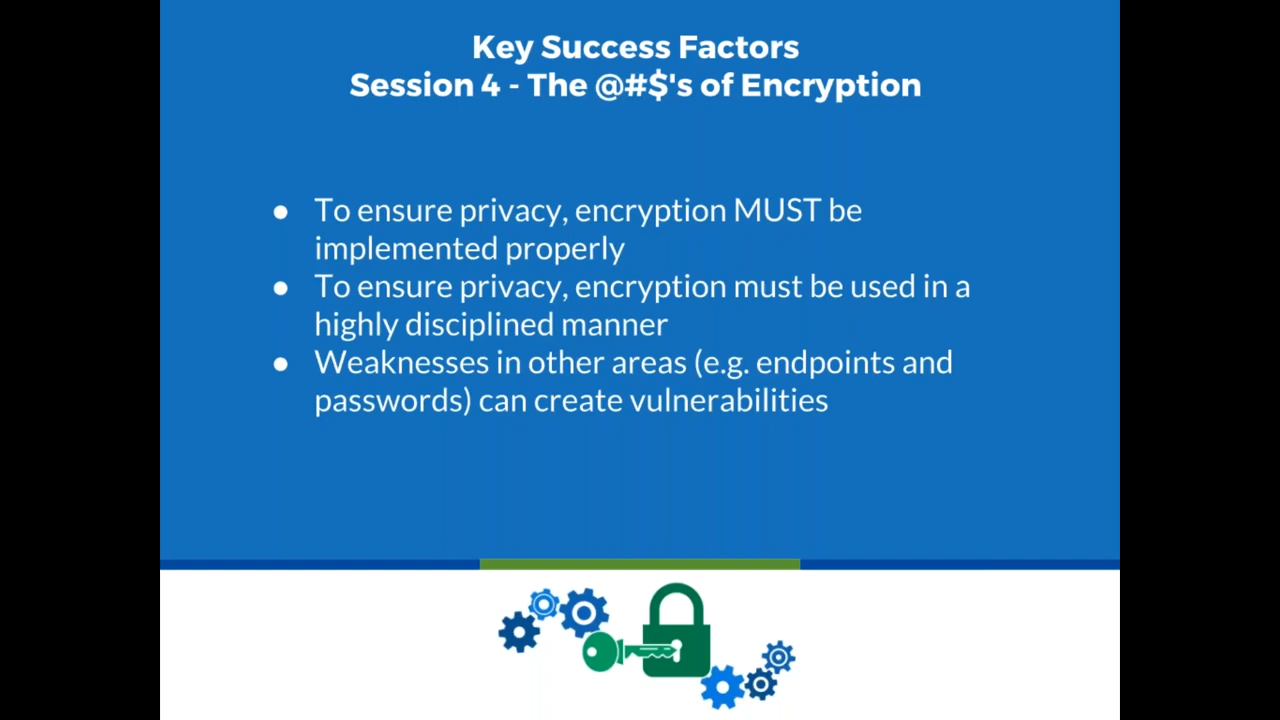 Key Success Factors
Session 4 - The @#$'s of Encryption
● To ensure privacy, encryption MUST be
implemented properly
● To ensure privacy, encryption must be used in a
highly disciplined manner
● Weaknesses in other areas (e.g. endpoints and
passwords) can create vulnerabilities